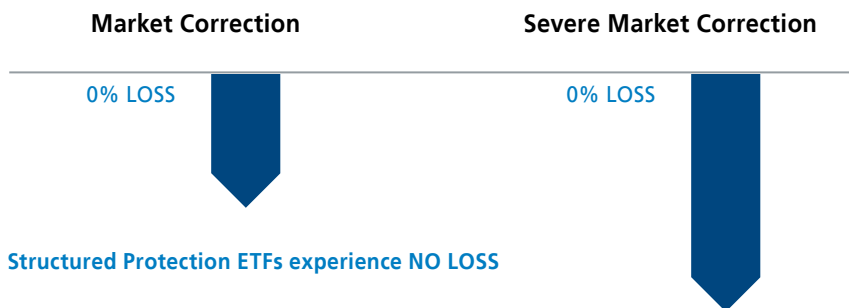 Market Correction
Severe Market Correction
0% LOSS
0% LOSS
Structured Protection ETFs experience NO LOSS